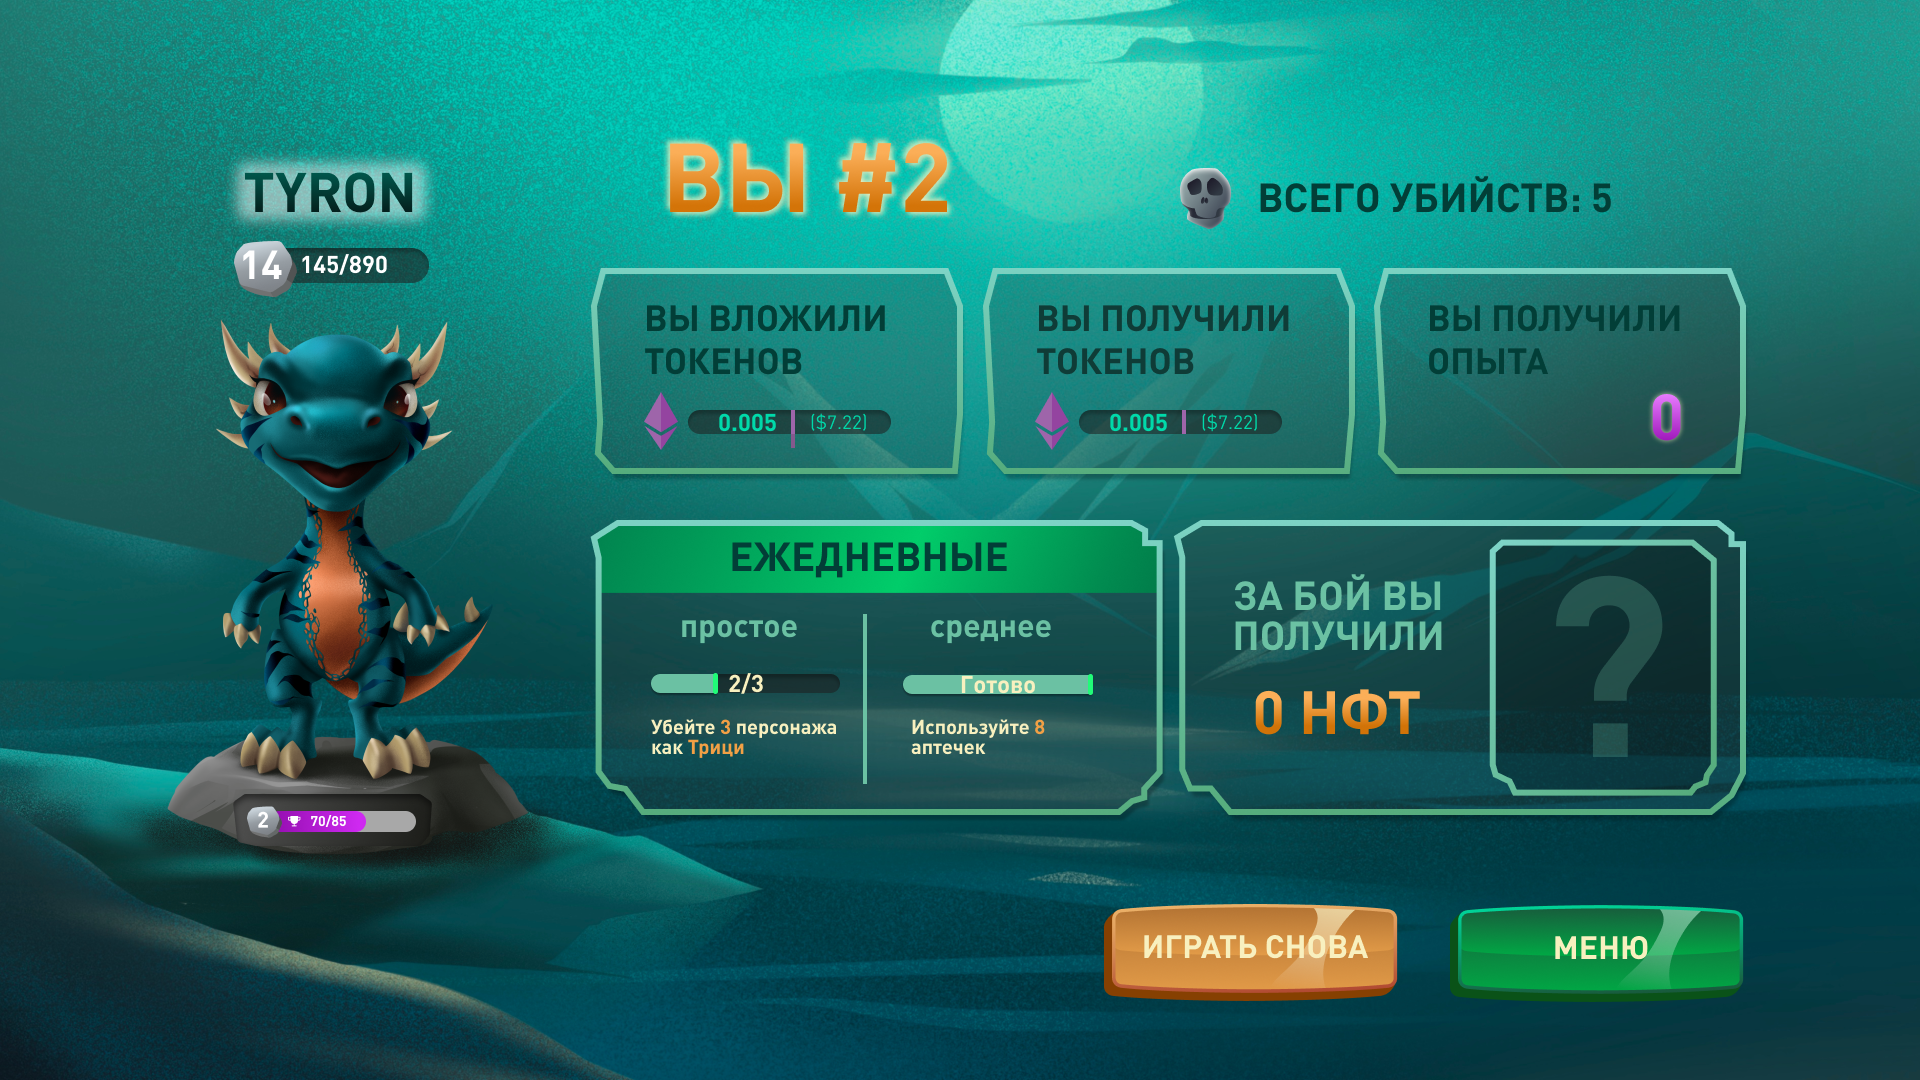 TYRON
14 145/890
ВЫ #2
ВСЕГО УБИЙСТВ: 5
ВЫ ВЛОЖИЛИ
ТОКЕНОВ
0.005 ($7.22)
ВЫ ПОЛУЧИЛИ
ТОКЕНОВ
0.005 ($7.22)
ВЫ ПОЛУЧИЛИ
ОПЫТА
0
ЕЖЕДНЕВНЫЕ
простое
2/3
Убейте 3 персонажа
как Трици
среднее
Готово
Используйте 8
аптечек
ЗА БОЙ ВЫ
ПОЛУЧИЛИ
0 НФТ
?
2 70/85
ИГРАТЬ СНОВА
МЕНЮ